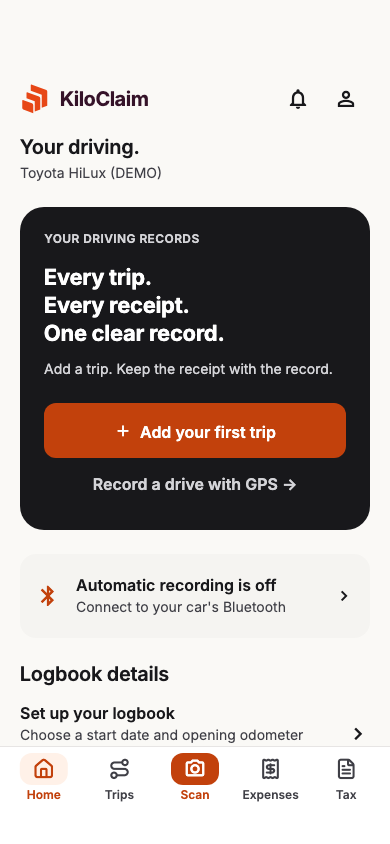 KiloClaim
Your driving.
Toyota HiLux (DEMO)
YOUR DRIVING RECORDS
Every trip.
Every receipt.
One clear record.
Add a trip. Keep the receipt with the record.
+ Add your first trip
Record a drive with GPS →
Automatic recording is off
Connect to your car's Bluetooth
Logbook details
Set up your logbook
Choose a start date and opening odometer
Home Trips Scan Expenses Tax